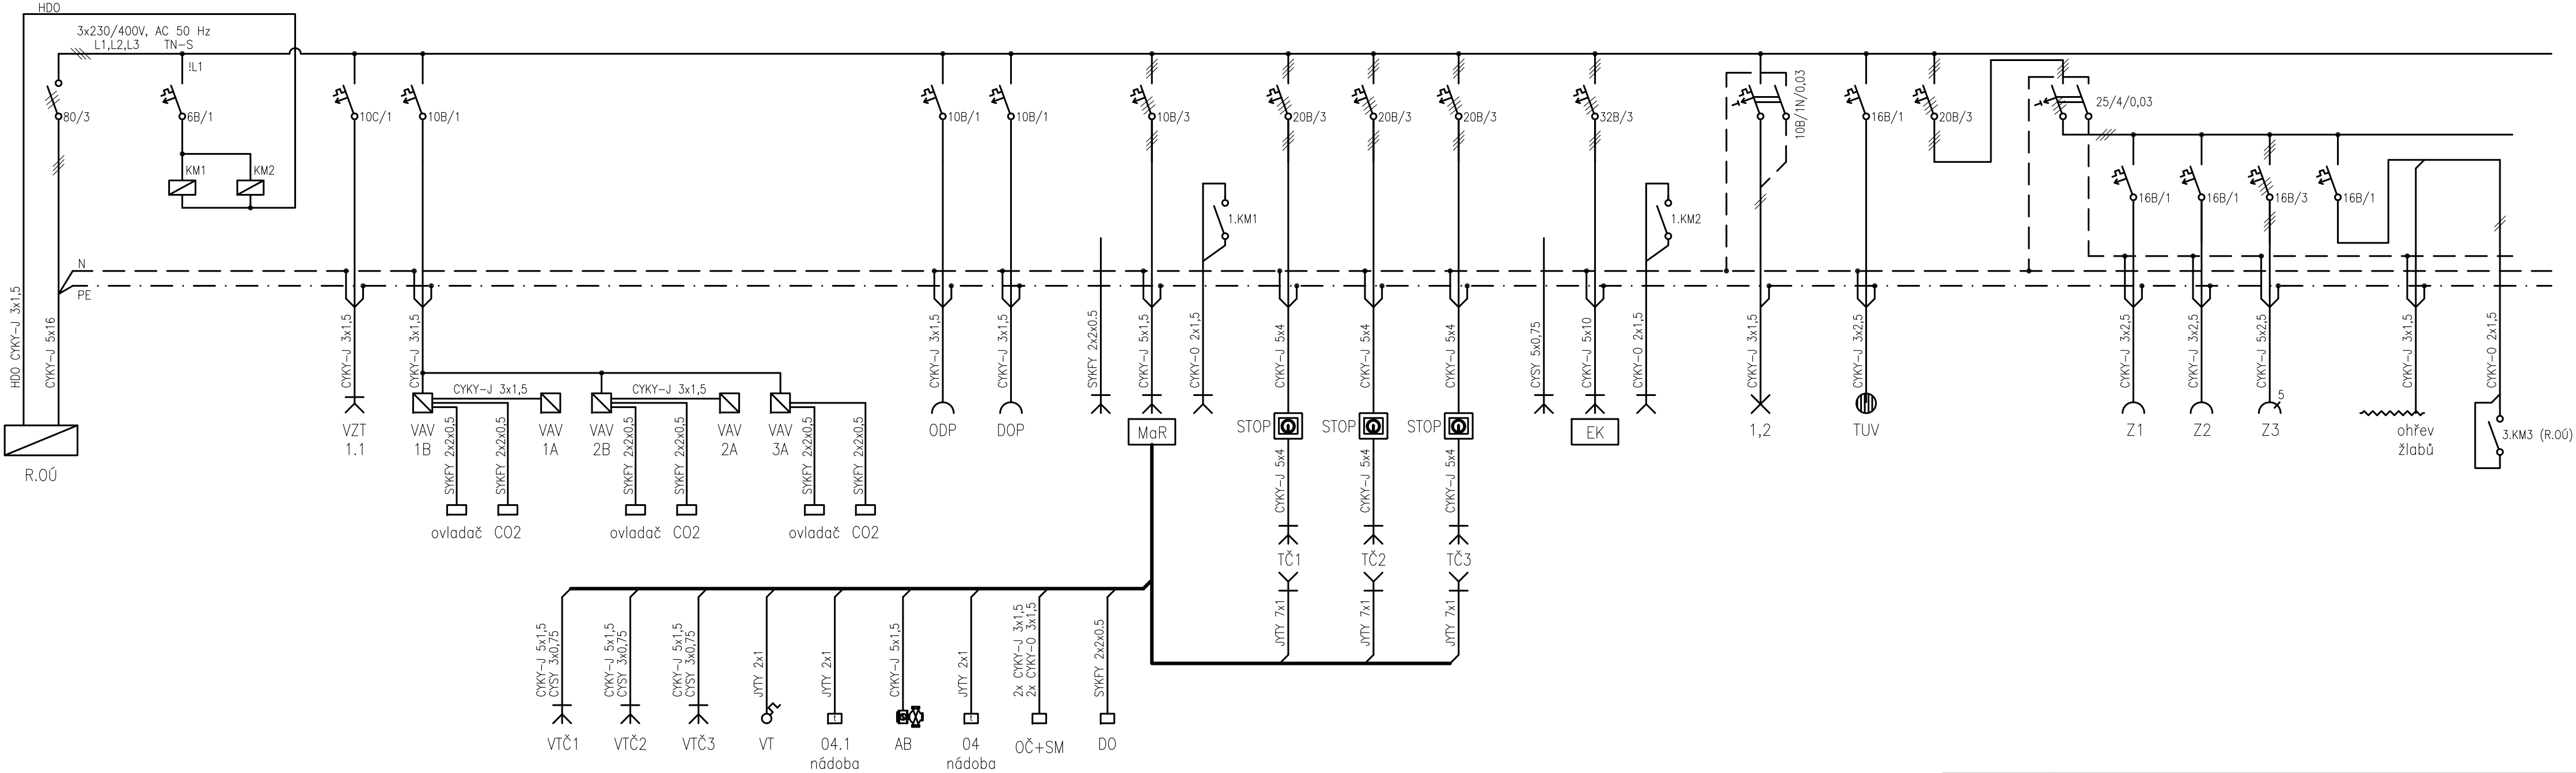 HDO
3x230/400V, AC 50 Hz
L1,L2,L3 TN-S
!L1
80/3
6B/1
10C/1
10B/1
10B/1
10B/1
10B/3
20B/3
20B/3
20B/3
32B/3
10B/1N/0,03
16B/1
20B/3
25/4/0,03
KM1
KM2
1.KM1
1.KM2
16B/1
16B/1
16B/3
16B/1
N
PE
HDO CYKY-J 3x1,5
CYKY-J 5x16
CYKY-J 3x1,5
CYKY-J 3x1,5
CYKY-J 3x1,5
CYKY-J 3x1,5
SYKFY 2x2x0.5
CYKY-J 5x1,5
CYKY-O 2x1,5
CYKY-J 5x4
CYKY-J 5x4
CYKY-J 5x4
CYSY 5x0,75
CYKY-J 5x10
CYKY-O 2x1,5
CYKY-J 3x1,5
CYKY-J 3x2,5
CYKY-J 3x2,5
CYKY-J 3x2,5
CYKY-J 5x2,5
CYKY-J 3x1,5
CYKY-O 2x1,5
CYKY-J 3x1,5
CYKY-J 3x1,5
5
R.OÚ
VZT
1.1
VAV
1B
VAV
1A
VAV
2B
VAV
2A
VAV
3A
ODP
DOP
MaR
STOP
STOP
STOP
EK
1,2
TUV
Z1
Z2
Z3
ohřev
žlabů
3.KM3 (R.OÚ)
SYKFY 2x2x0,5
SYKFY 2x2x0,5
SYKFY 2x2x0,5
SYKFY 2x2x0,5
SYKFY 2x2x0,5
SYKFY 2x2x0,5
CYKY-J 5x4
CYKY-J 5x4
CYKY-J 5x4
ovladač
CO2
ovladač
CO2
ovladač
CO2
TČ1
TČ2
TČ3
JYTY 7x1
JYTY 7x1
JYTY 7x1
CYKY-J 5x1,5
CYSY 3x0,75
CYKY-J 5x1,5
CYSY 3x0,75
CYKY-J 5x1,5
CYSY 3x0,75
JYTY 2x1
JYTY 2x1
CYKY-J 5x1,5
JYTY 2x1
2x CYKY-J 3x1,5
2x CYKY-O 3x1,5
SYKFY 2x2x0.5
VTČ1
VTČ2
VTČ3
VT
04.1
nádoba
AB
04
nádoba
OČ+SM
DO